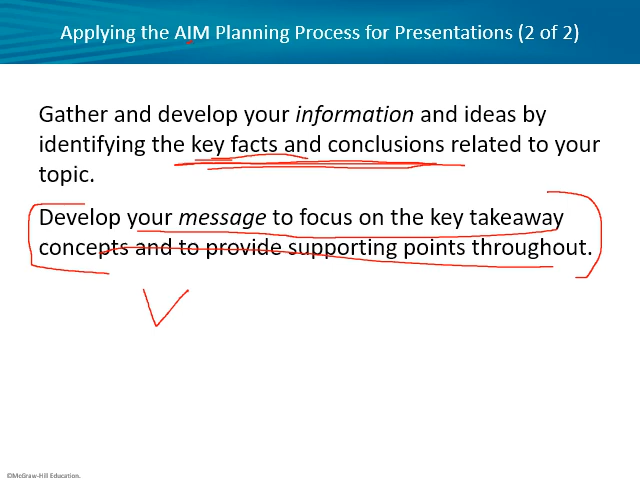 Applying the AIM Planning Process for Presentations (2 of 2)
Gather and develop your information and ideas by
identifying the key facts and conclusions related to your
topic.
Develop your message to focus on the key takeaway
concepts and to provide supporting points throughout.
©McGraw-Hill Education.